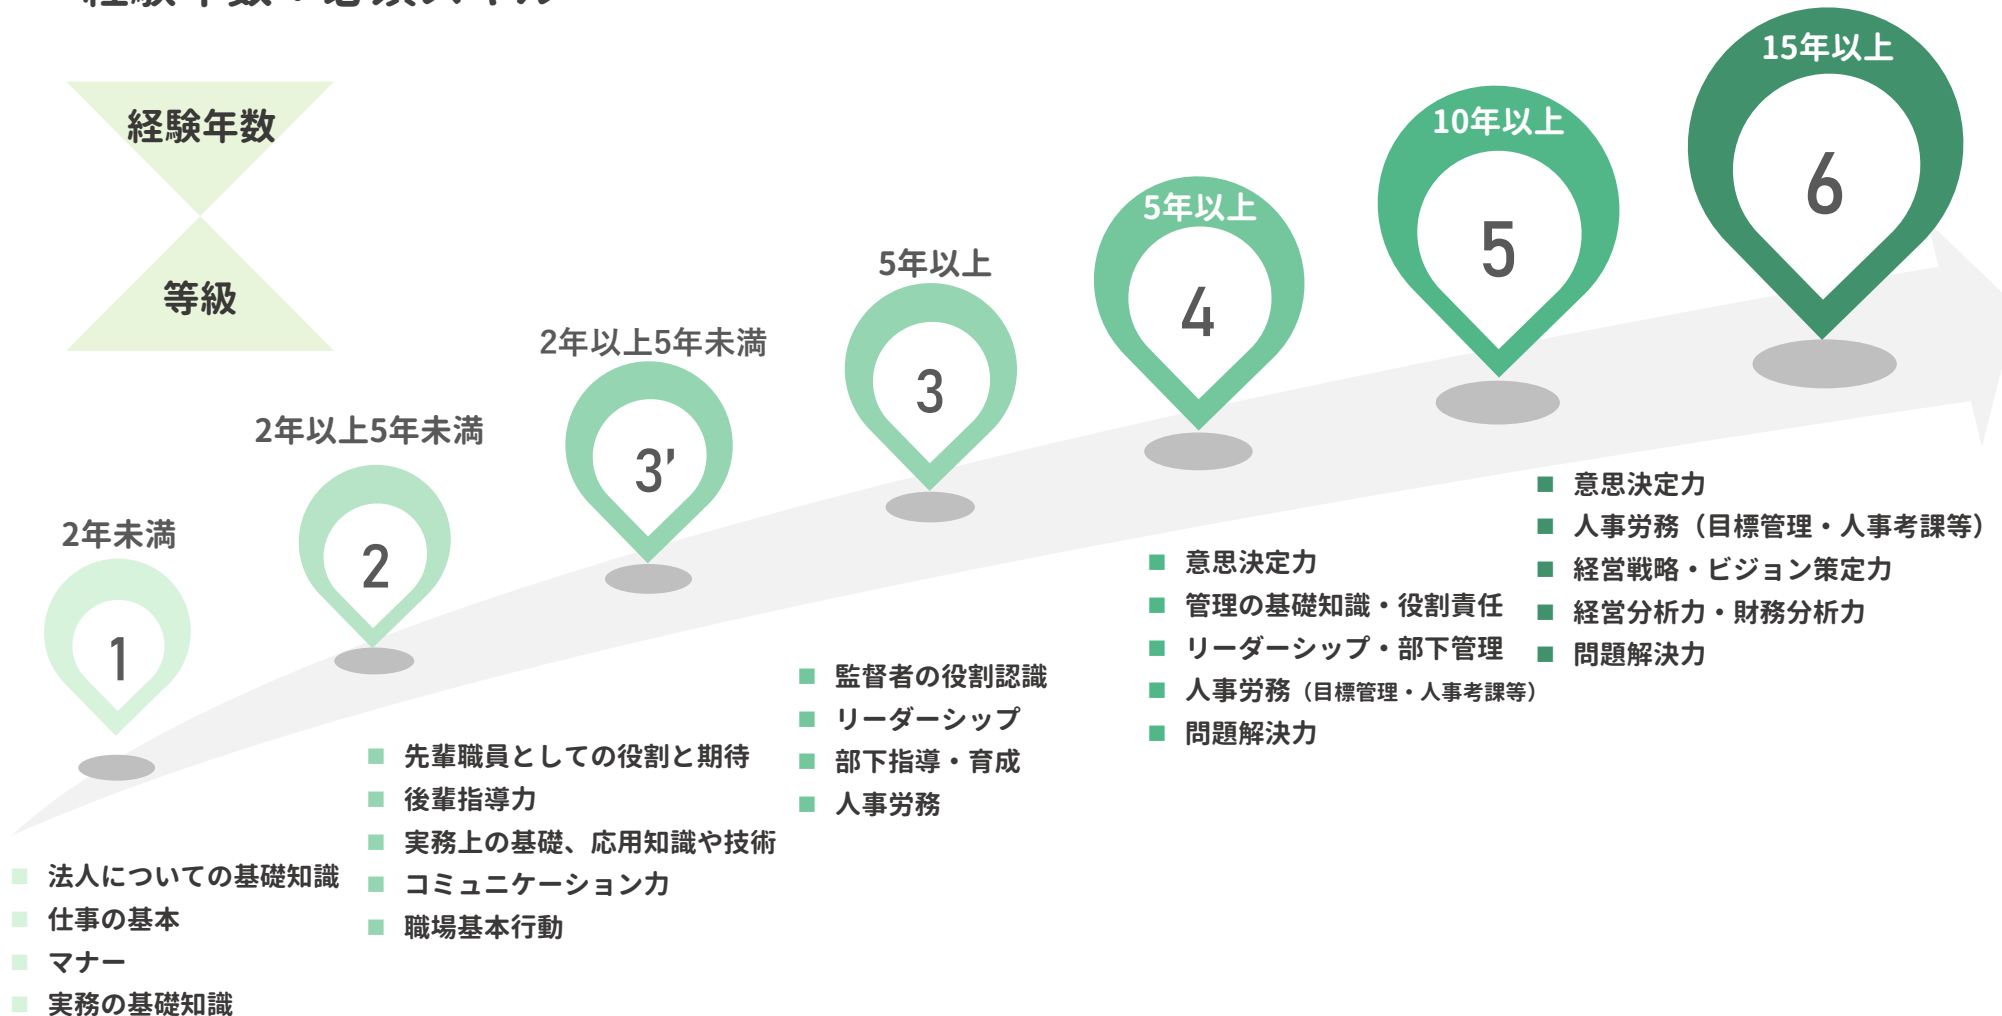 経験年数
等級
2年未満
1
2年以上5年未満
2
2年以上5年未満
3’
5年以上
3
5年以上
4
10年以上
5
15年以上
6
■ 法人についての基礎知識
■ 仕事の基本
■ マナー
■ 実務の基礎知識
■ 先輩職員としての役割と期待
■ 後輩指導力
■ 実務上の基礎、応用知識や技術
■ コミュニケーション力
■ 職場基本行動
■ 監督者の役割認識
■ リーダーシップ
■ 部下指導・育成
■ 人事労務
■ 意思決定力
■ 管理の基礎知識・役割責任
■ リーダーシップ・部下管理
■ 人事労務（目標管理・人事考課等）
■ 問題解決力
■ 意思決定力
■ 人事労務（目標管理・人事考課等）
■ 経営戦略・ビジョン策定力
■ 経営分析力・財務分析力
■ 問題解決力